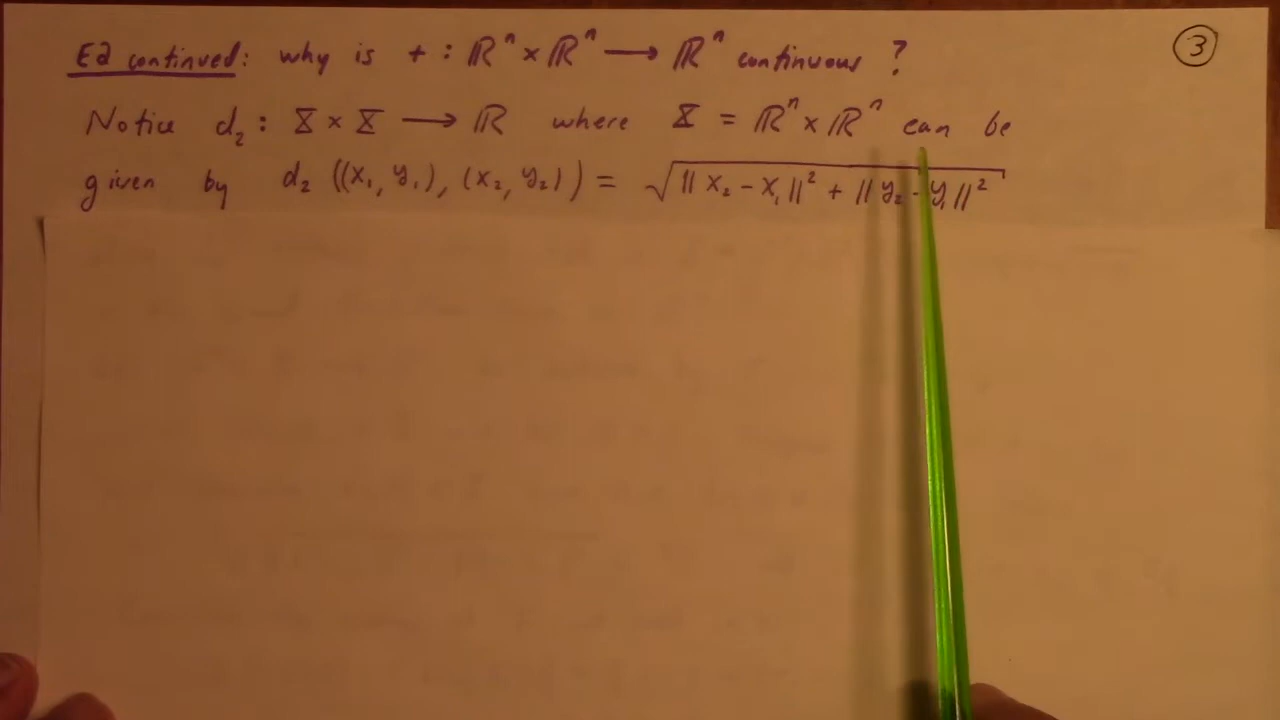 E2 continued: why is + : ℝⁿ × ℝⁿ ⟶ ℝⁿ continuous ?
③
Notice d₂ : X × X ⟶ ℝ where X = ℝⁿ × ℝⁿ can be
given by d₂ ((x₁, y₁), (x₂, y₂)) = √(‖x₂ - x₁‖² + ‖y₂ - y₁‖²)